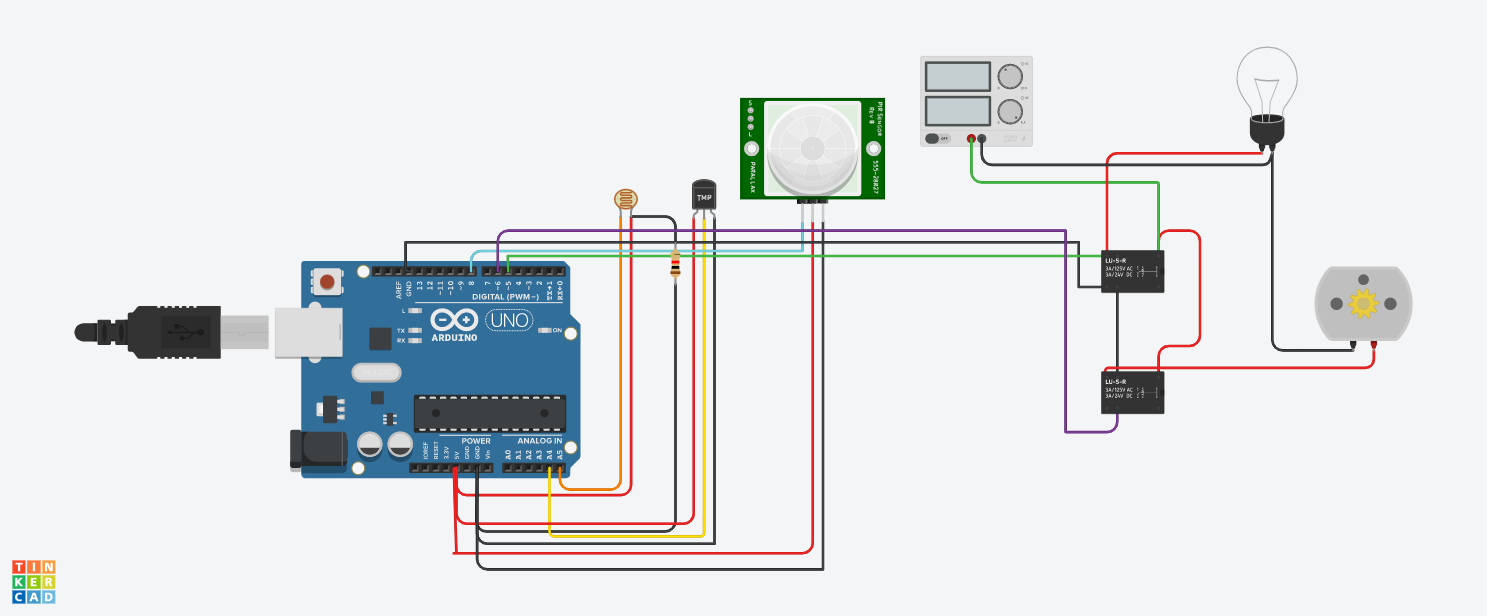 OFF
PIR SENSOR
Rev B
PARALLAX
555-28027
TMP
LU-5-R
3A/125V AC
3A/24V DC
LU-5-R
3A/125V AC
3A/24V DC
AREF
GND
13
12
~11
~10
~9
8
7
~6
~5
4
~3
2
TX→1
RX←0
DIGITAL (PWM~)
L
TX
RX
UNO
ARDUINO
ON
POWER
ANALOG IN
IOREF
RESET
3.3V
5V
GND
GND
Vin
A0
A1
A2
A3
A4
A5
TIN
KER
CAD